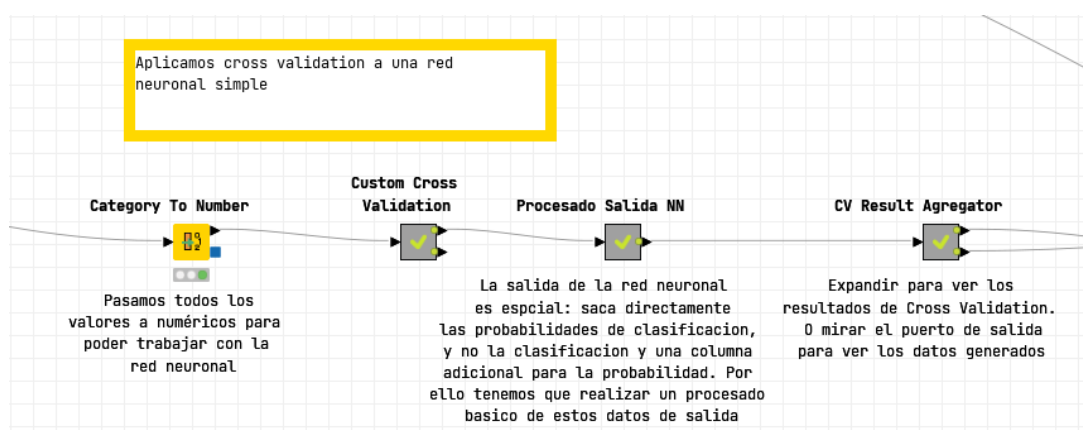 Aplicamos cross validation a una red
neuronal simple
Category To Number
Pasamos todos los
valores a numéricos para
poder trabajar con la
red neuronal
Custom Cross
Validation
Procesado Salida NN
La salida de la red neuronal
es espcial: saca directamente
las probabilidades de clasificacion,
y no la clasificacion y una columna
adicional para la probabilidad. Por
ello tenemos que realizar un procesado
basico de estos datos de salida
CV Result Agregator
Expandir para ver los
resultados de Cross Validation.
O mirar el puerto de salida
para ver los datos generados